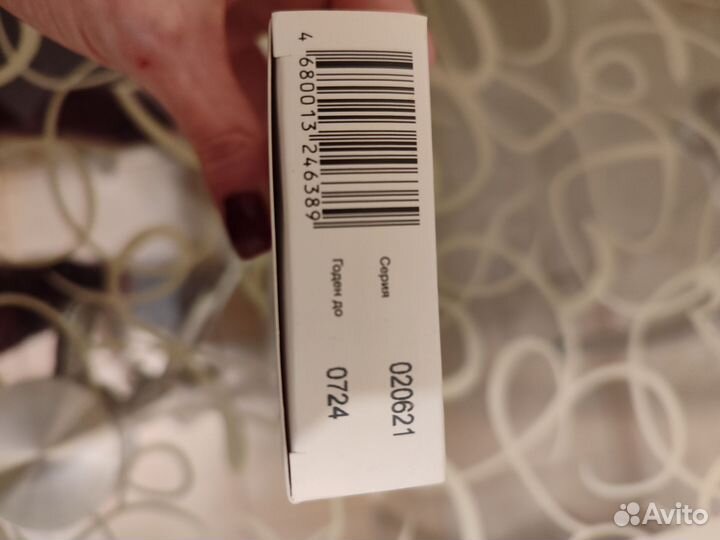 4 680013 246389
Серия 020621
Годен до 0724
Avito